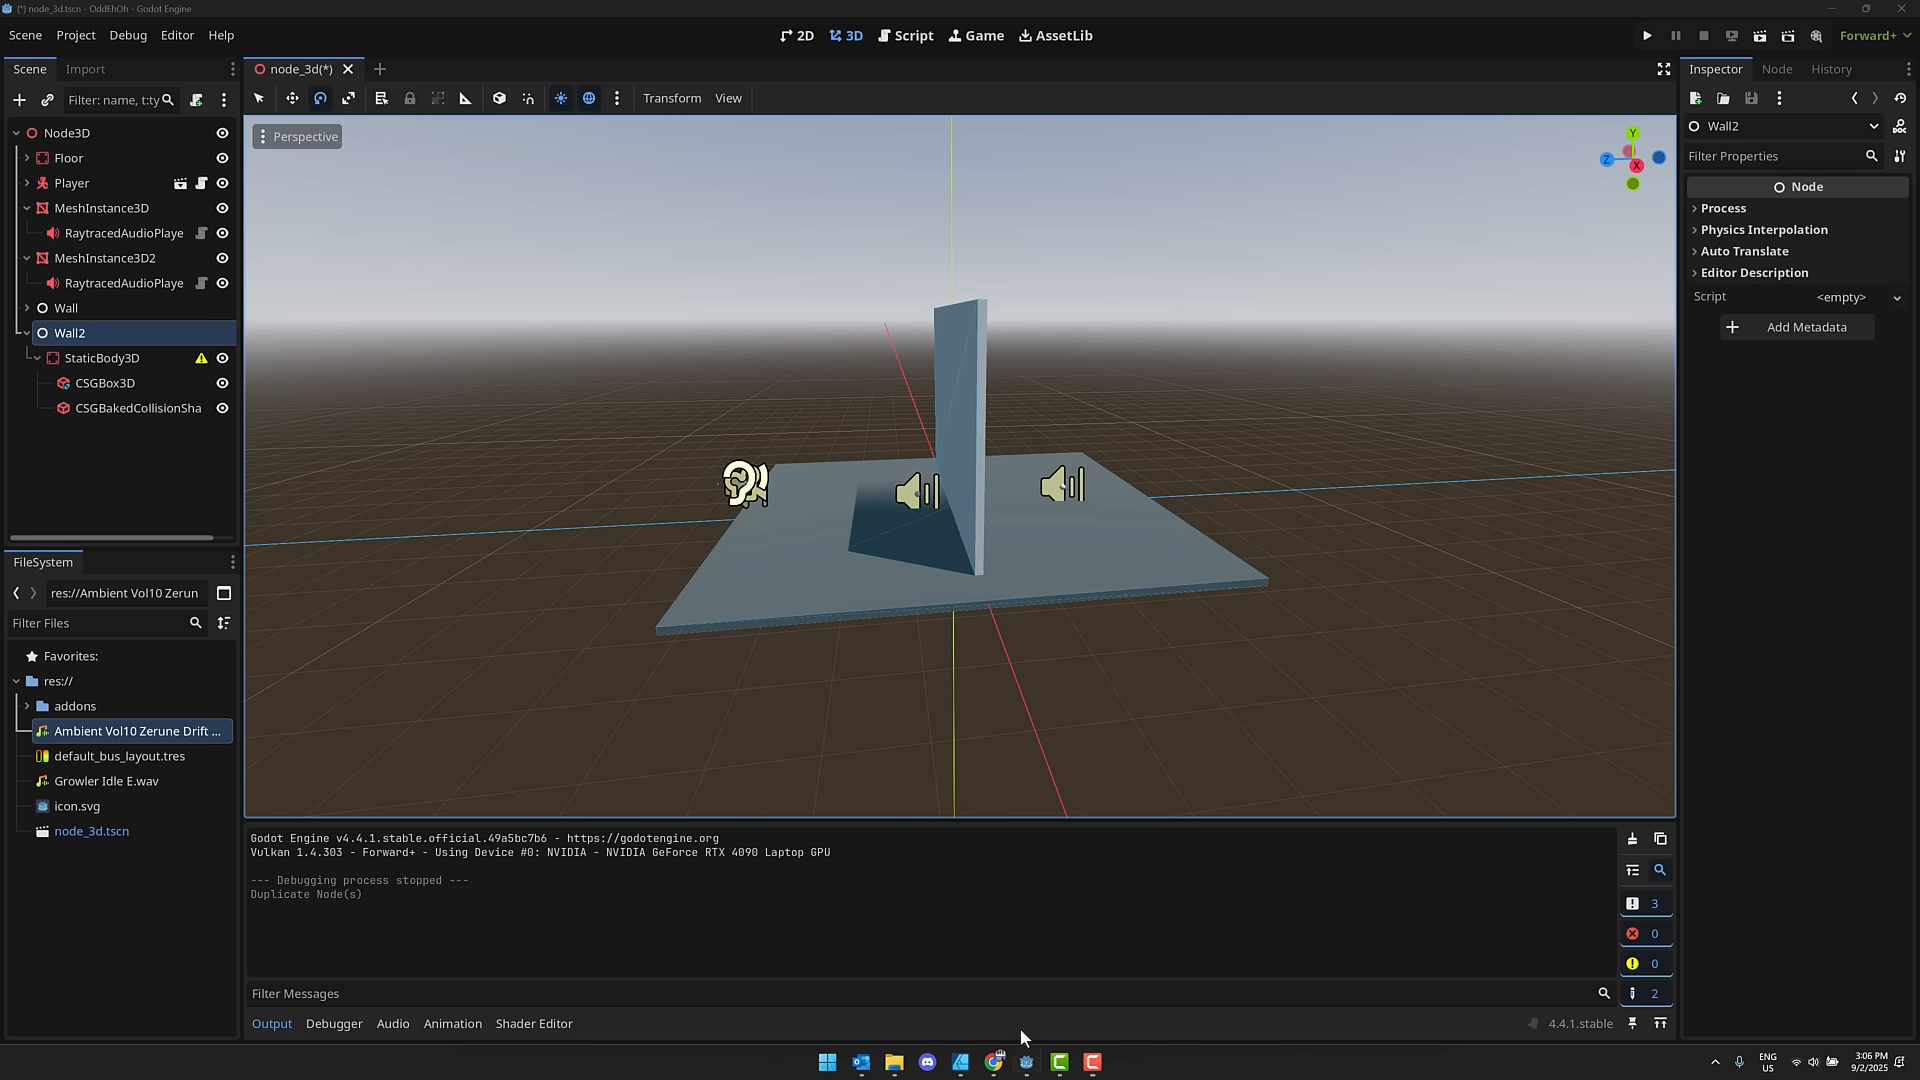 (*) node_3d.tscn - OddEhOh - Godot Engine
Scene Project Debug Editor Help
2D 3D Script Game AssetLib
Forward+
Scene Import
node_3d(*)
Inspector Node History
Filter: name, t:ty
Transform View
Node3D
Floor
Player
MeshInstance3D
RaytracedAudioPlaye
MeshInstance3D2
RaytracedAudioPlaye
Wall
Wall2
StaticBody3D
CSGBox3D
CSGBakedCollisionSha
Perspective
Y
Z
X
Wall2
DOC
Filter Properties
Node
Process
Physics Interpolation
Auto Translate
Editor Description
Script <empty>
Add Metadata
FileSystem
res://Ambient Vol10 Zerun
Filter Files
Favorites:
res://
addons
Ambient Vol10 Zerune Drift ...
default_bus_layout.tres
Growler Idle E.wav
icon.svg
node_3d.tscn
Godot Engine v4.4.1.stable.official.49a5bc7b6 - https://godotengine.org
Vulkan 1.4.303 - Forward+ - Using Device #0: NVIDIA - NVIDIA GeForce RTX 4090 Laptop GPU
--- Debugging process stopped ---
Duplicate Node(s)
3
0
0
2
Filter Messages
Output Debugger Audio Animation Shader Editor
4.4.1.stable
ENG
US
3:06 PM
9/2/2025